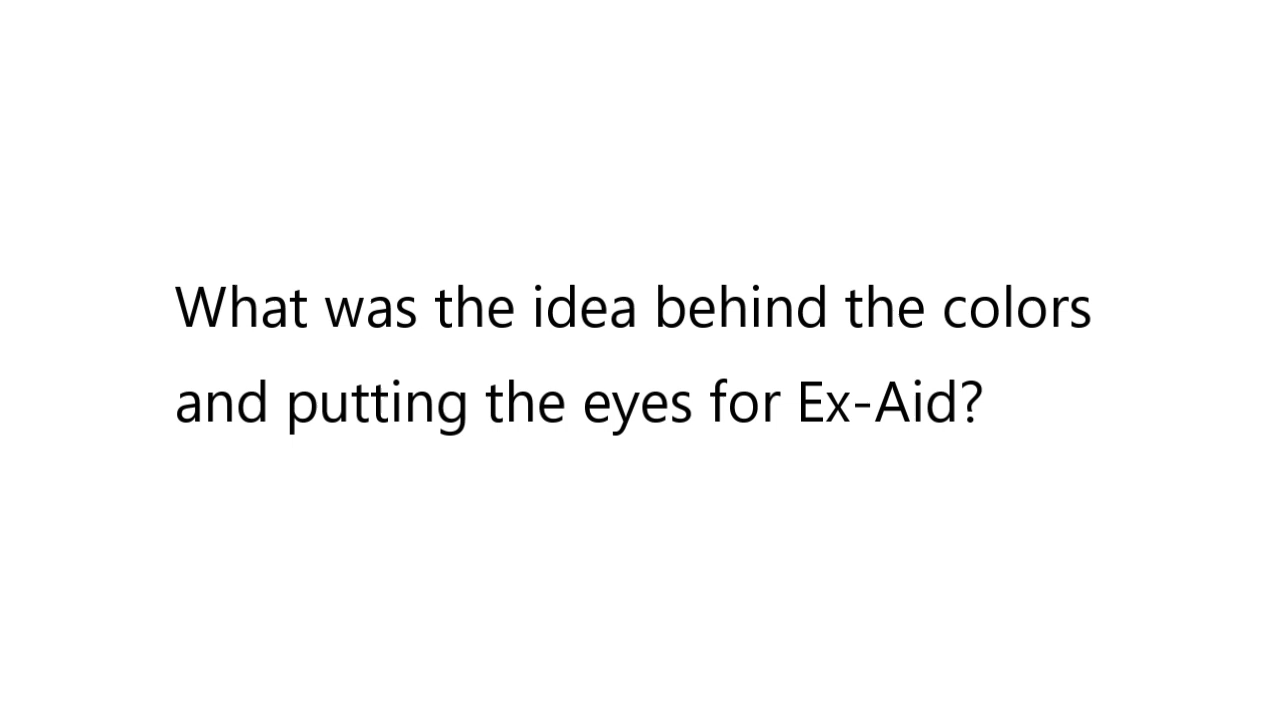 What was the idea behind the colors
and putting the eyes for Ex-Aid?